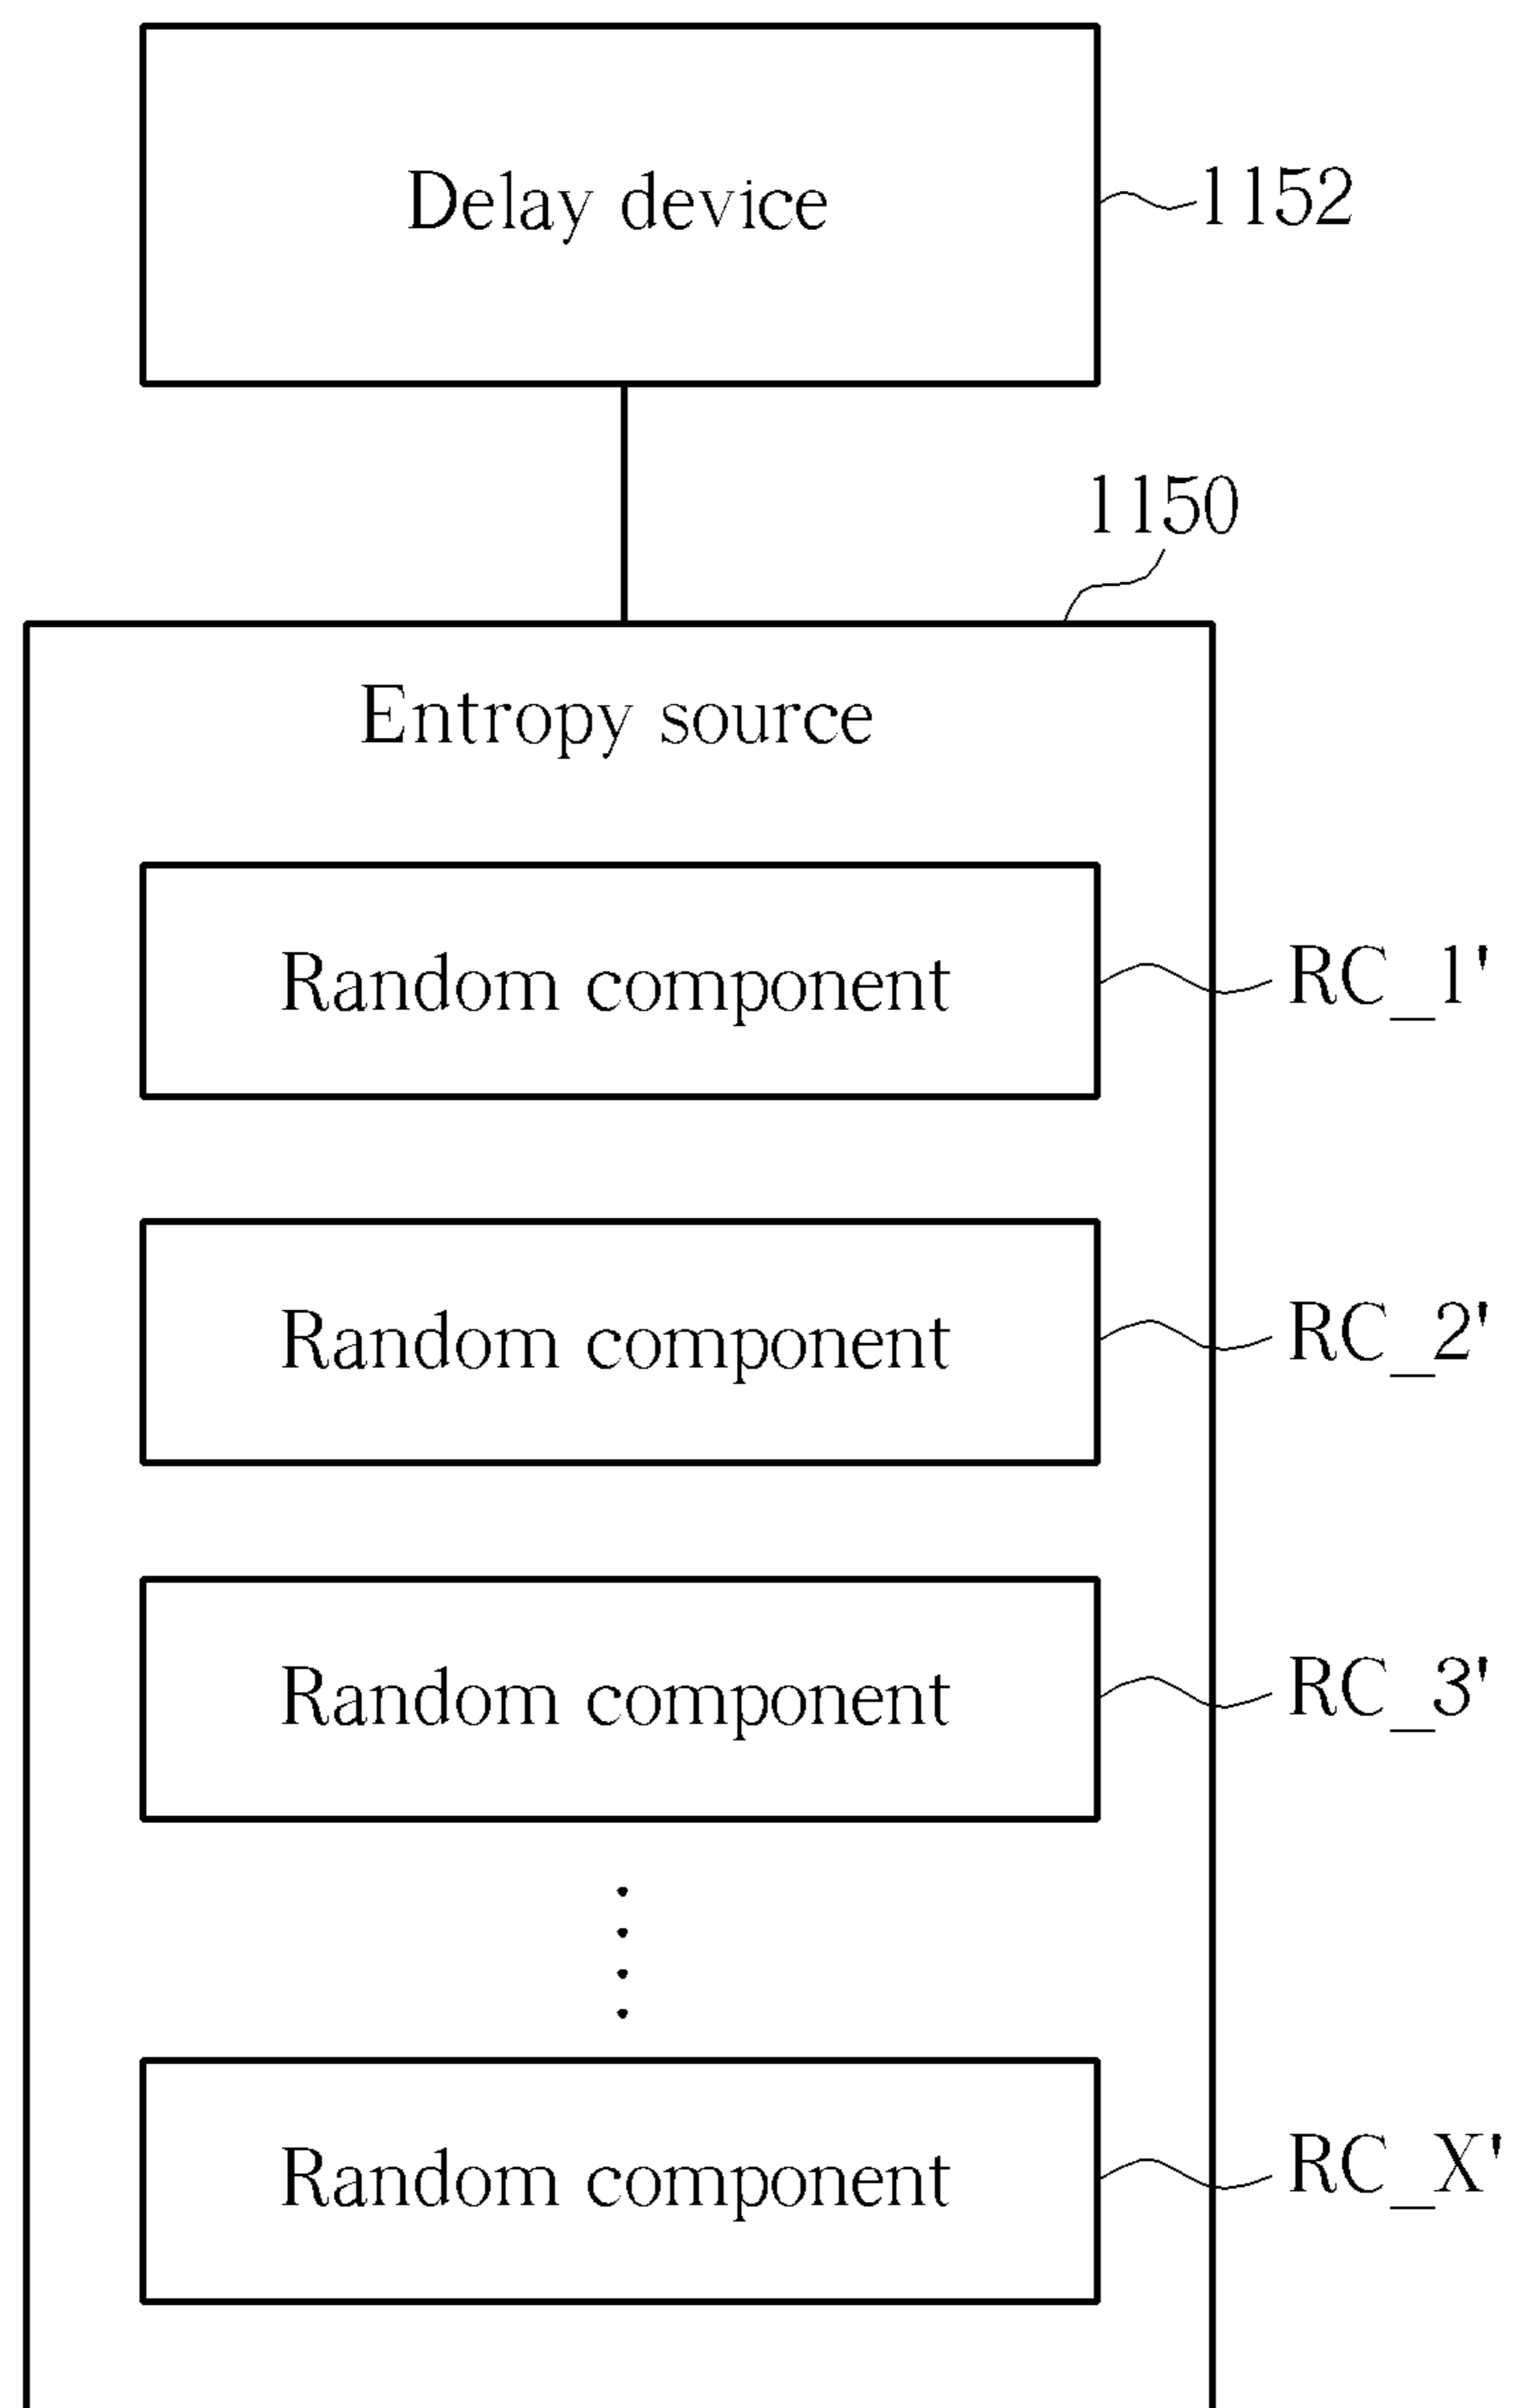 Delay device
1152
1150
Entropy source
Random component
RC_1'
Random component
RC_2'
Random component
RC_3'
Random component
RC_X'